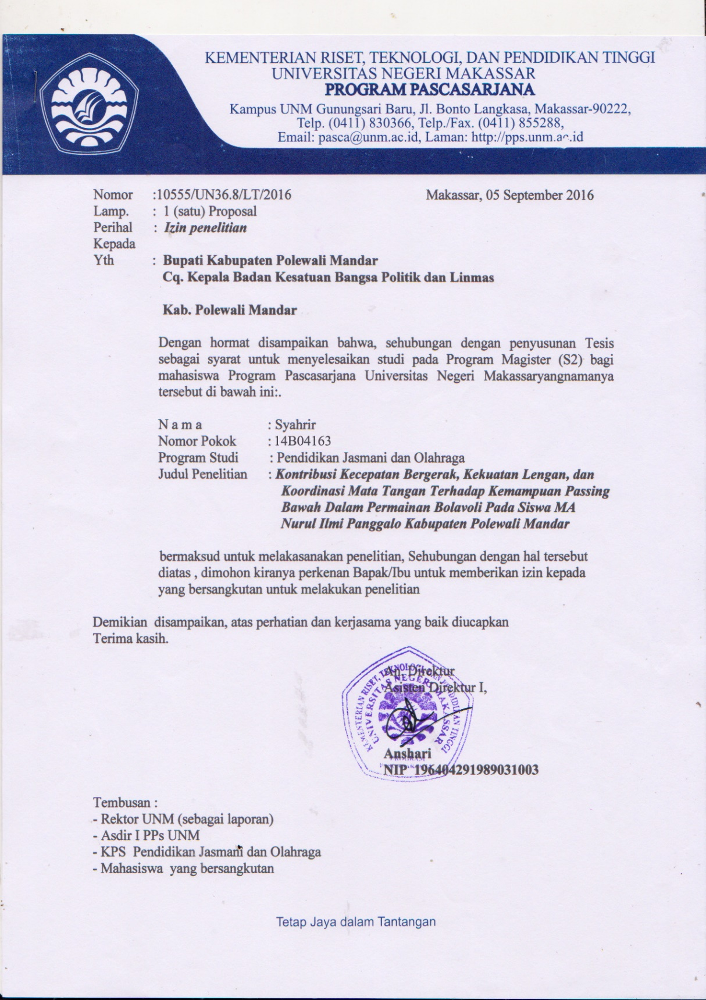 KEMENTERIAN RISET, TEKNOLOGI, DAN PENDIDIKAN TINGGI
UNIVERSITAS NEGERI MAKASSAR
PROGRAM PASCASARJANA
Kampus UNM Gunungsari Baru, Jl. Bonto Langkasa, Makassar-90222,
Telp. (0411) 830366, Telp./Fax. (0411) 855288,
Email: pasca@unm.ac.id, Laman: http://pps.unm.ac.id
Nomor :10555/UN36.8/LT/2016 Makassar, 05 September 2016
Lamp. : 1 (satu) Proposal
Perihal : Izin penelitian
Kepada
Yth : Bupati Kabupaten Polewali Mandar
Cq. Kepala Badan Kesatuan Bangsa Politik dan Linmas
Kab. Polewali Mandar
Dengan hormat disampaikan bahwa, sehubungan dengan penyusunan Tesis
sebagai syarat untuk menyelesaikan studi pada Program Magister (S2) bagi
mahasiswa Program Pascasarjana Universitas Negeri Makassaryangnamanya
tersebut di bawah ini:.
N a m a : Syahrir
Nomor Pokok : 14B04163
Program Studi : Pendidikan Jasmani dan Olahraga
Judul Penelitian : Kontribusi Kecepatan Bergerak, Kekuatan Lengan, dan
Koordinasi Mata Tangan Terhadap Kemampuan Passing
Bawah Dalam Permainan Bolavoli Pada Siswa MA
Nurul Ilmi Panggalo Kabupaten Polewali Mandar
bermaksud untuk melakasanakan penelitian, Sehubungan dengan hal tersebut
diatas , dimohon kiranya perkenan Bapak/Ibu untuk memberikan izin kepada
yang bersangkutan untuk melakukan penelitian
Demikian disampaikan, atas perhatian dan kerjasama yang baik diucapkan
Terima kasih.
An. Direktur
Asisten Direktur I,
KEMENTERIAN RISET, TEKNOLOGI DAN PENDIDIKAN TINGGI
UNIVERSITAS NEGERI MAKASSAR
PROGRAM
Anshari
NIP 196404291989031003
Tembusan :
- Rektor UNM (sebagai laporan)
- Asdir I PPs UNM
- KPS Pendidikan Jasmani dan Olahraga
- Mahasiswa yang bersangkutan
Tetap Jaya dalam Tantangan